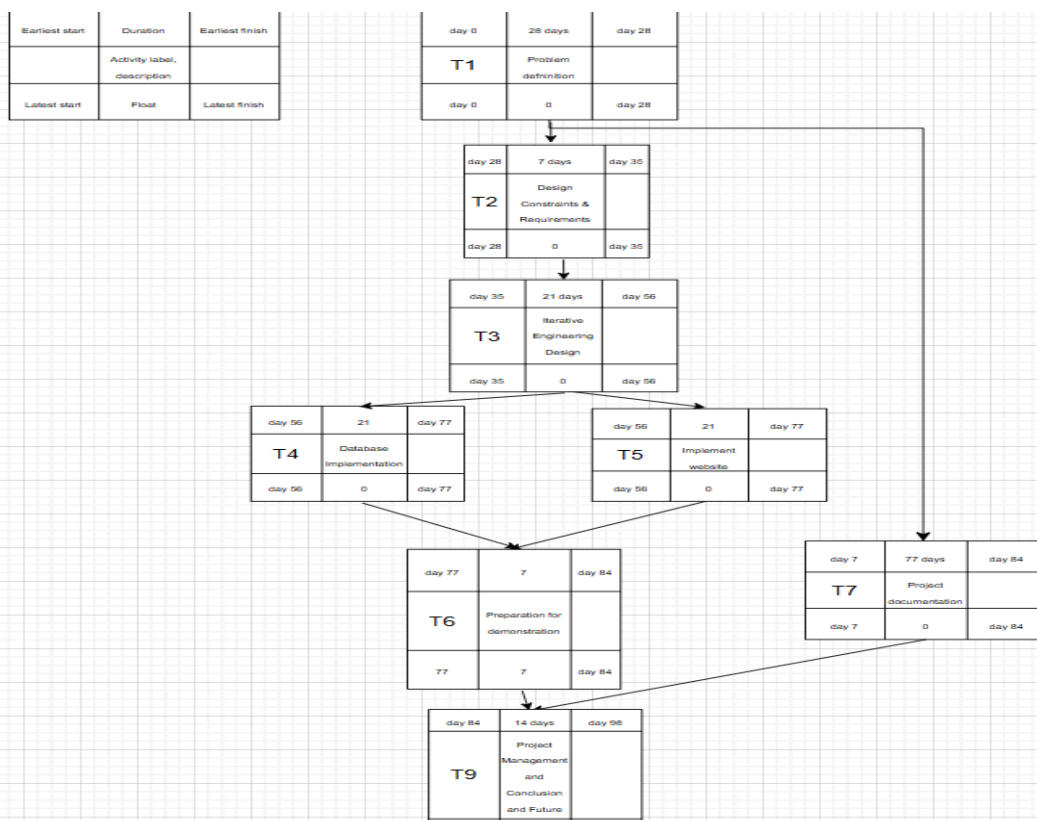 Earliest start Duration Earliest finish
Activity label,
description
Latest start Float Latest finish
day 0 28 days day 28
T1 Problem
defninition
day 0 0 day 28
day 28 7 days day 35
T2 Design
Constraints &
Requirements
day 28 0 day 35
day 35 21 days day 56
T3 Iterative
Engineering
Design
day 35 0 day 56
day 56 21 day 77
T4 Database
Implementation
day 56 0 day 77
day 56 21 day 77
T5 Implement
website
day 56 0 day 77
day 77 7 day 84
T6 Preparation for
demonstration
77 7 day 84
day 7 77 days day 84
T7 Project
documentation
day 7 0 day 84
day 84 14 days day 98
T9 Project
Management
and
Conclusion
and Future